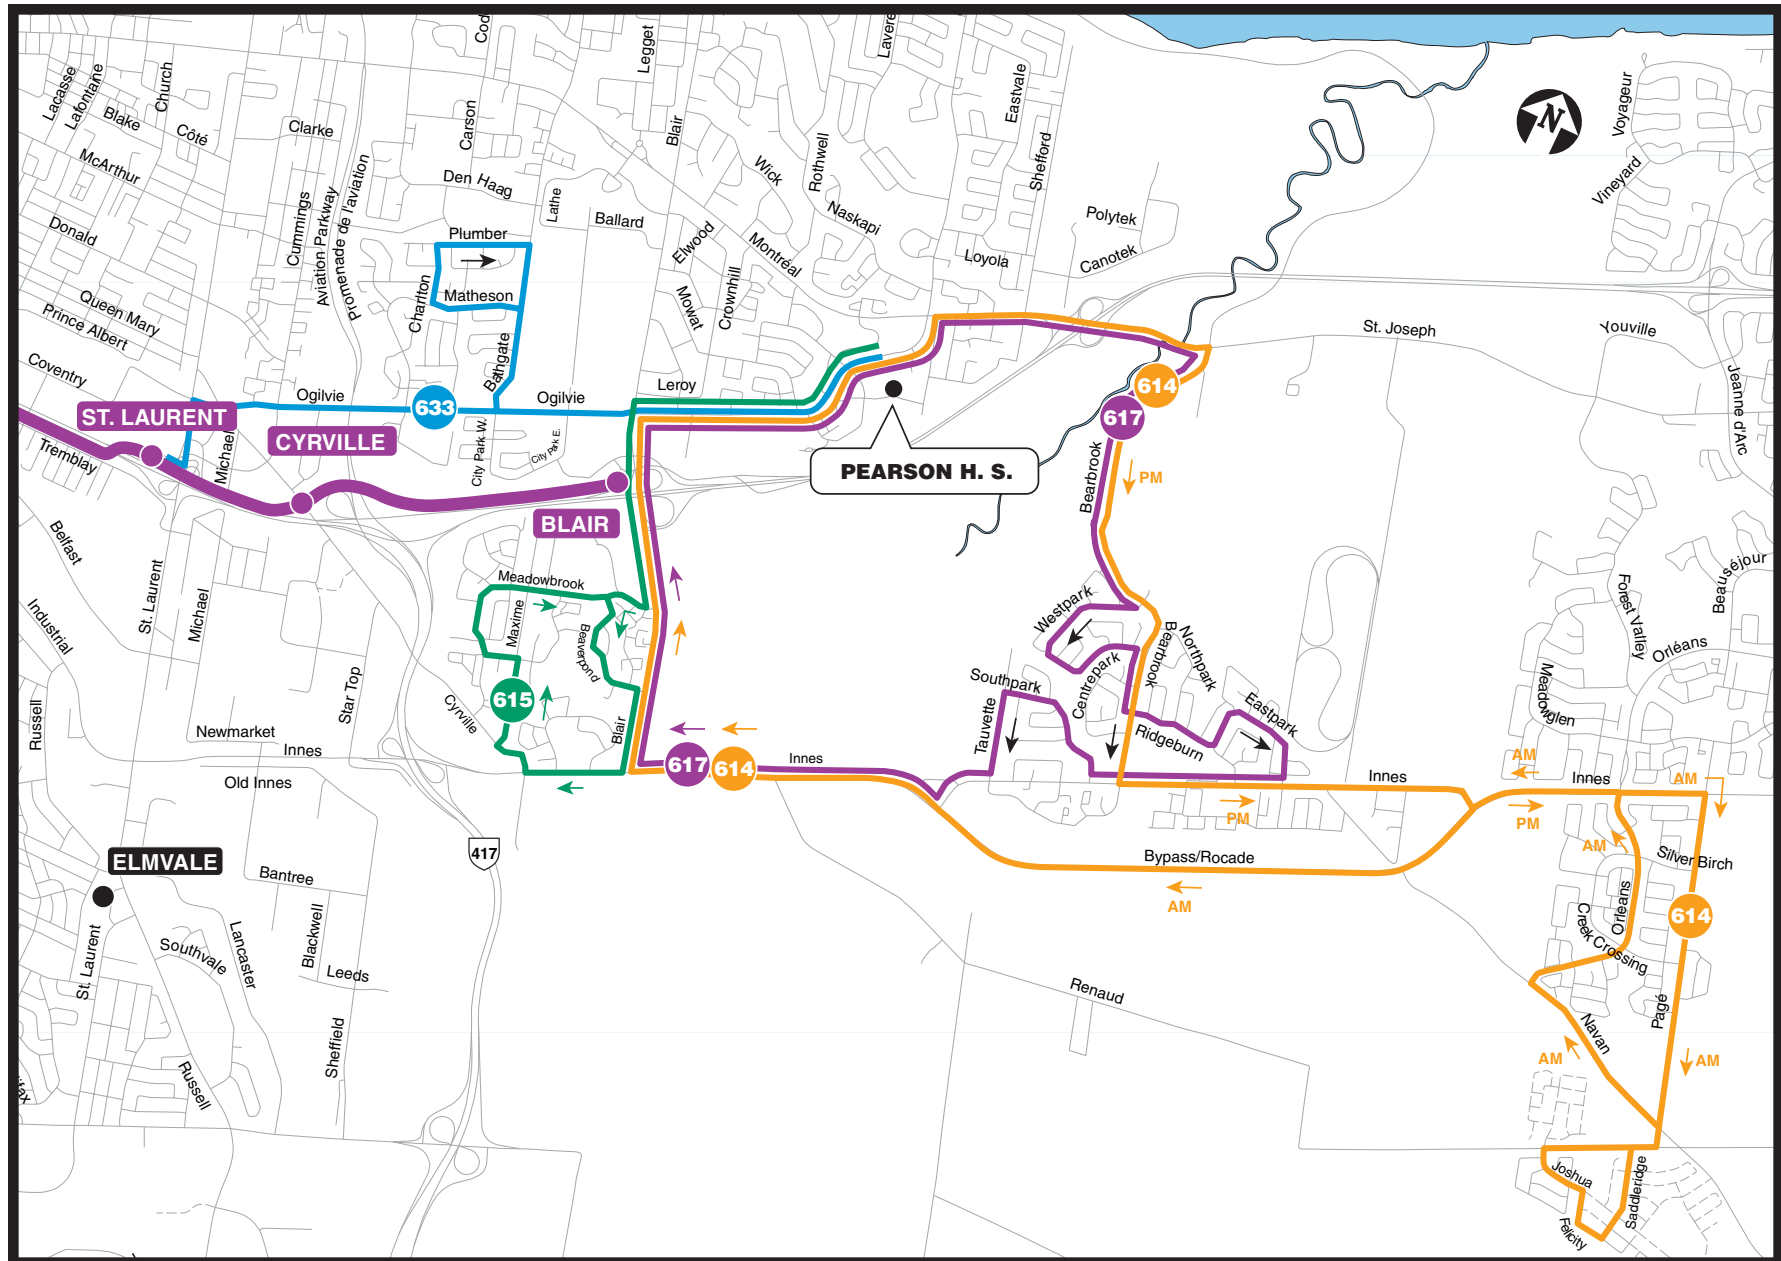 Lacasse
Lafontaine
Church
Blake
Côté
Clarke
McArthur
Donald
Cummings
Aviation Parkway
Promenade de l'aviation
Carson
Legget
Blair
Den Haag
Lathe
Ballard
Plumber
Charlton
Matheson
Bathgate
Queen Mary
Prince Albert
Coventry
Ogilvie
633
Ogilvie
Leroy
ST. LAURENT
CYRVILLE
Tremblay
Michael
City Park W.
City Park E.
BLAIR
Eastvale
Shefford
Rothwell
Wick
Naskapi
Elwood
Montréal
Mowat
Crownhill
Loyola
Polytek
Canotek
N
Voyageur
Vineyard
St. Joseph
Youville
Jeanne d'Arc
614
617
PEARSON H. S.
Bearbrook
PM
Belfast
St. Laurent
Michael
Industrial
Russell
Star Top
Newmarket
Innes
Old Innes
Meadowbrook
Maxime
Beaverpond
615
Cyrville
Blair
617
614
Innes
Westpark
Bearbrook
Northpark
Centrepark
Southpark
Tauvette
Ridgeburn
Eastpark
Beauséjour
Forest Valley
Orléans
Meadowglen
AM
Innes
Innes
AM
PM
PM
AM
Silver Birch
Bypass/Rocade
AM
417
ELMVALE
Bantree
Blackwell
Lancaster
Southvale
Leeds
St. Laurent
Sheffield
Russell
Renaud
Orleans
Creek Crossing
614
Pagé
Navan
AM
AM
Joshua
Saddleridge
Felicity